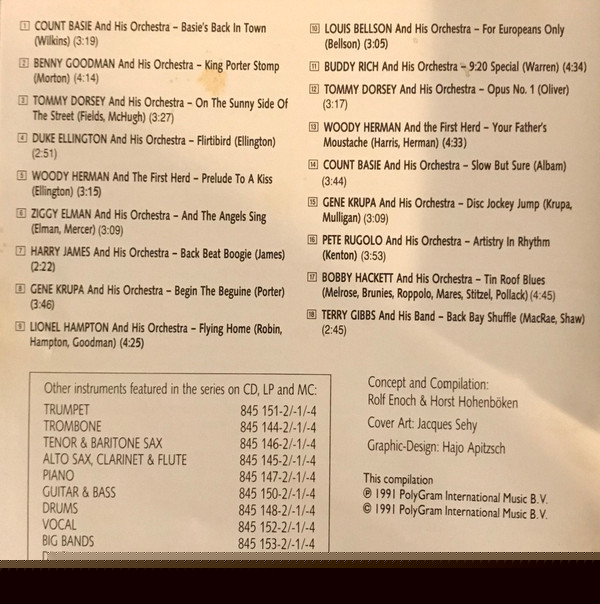 1 COUNT BASIE And His Orchestra – Basie's Back In Town
(Wilkins) (3:19)
2 BENNY GOODMAN And His Orchestra – King Porter Stomp
(Morton) (4:14)
3 TOMMY DORSEY And His Orchestra – On The Sunny Side Of
The Street (Fields, McHugh) (3:27)
4 DUKE ELLINGTON And His Orchestra – Flirtibird (Ellington)
(2:51)
5 WOODY HERMAN And The First Herd – Prelude To A Kiss
(Ellington) (3:15)
6 ZIGGY ELMAN And His Orchestra – And The Angels Sing
(Elman, Mercer) (3:09)
7 HARRY JAMES And His Orchestra – Back Beat Boogie (James)
(2:22)
8 GENE KRUPA And His Orchestra – Begin The Beguine (Porter)
(3:46)
9 LIONEL HAMPTON And His Orchestra – Flying Home (Robin,
Hampton, Goodman) (4:25)
10 LOUIS BELLSON And His Orchestra – For Europeans Only
(Bellson) (3:05)
11 BUDDY RICH And His Orchestra – 9:20 Special (Warren) (4:34)
12 TOMMY DORSEY And His Orchestra – Opus No. 1 (Oliver)
(3:17)
13 WOODY HERMAN And the First Herd – Your Father's
Moustache (Harris, Herman) (4:33)
14 COUNT BASIE And His Orchestra – Slow But Sure (Albam)
(3:44)
15 GENE KRUPA And His Orchestra – Disc Jockey Jump (Krupa,
Mulligan) (3:09)
16 PETE RUGOLO And His Orchestra – Artistry In Rhythm
(Kenton) (3:53)
17 BOBBY HACKETT And His Orchestra – Tin Roof Blues
(Melrose, Brunies, Roppolo, Mares, Stitzel, Pollack) (4:45)
18 TERRY GIBBS And His Band – Back Bay Shuffle (MacRae, Shaw)
(2:45)
Other instruments featured in the series on CD, LP and MC:
TRUMPET 845 151-2/-1/-4
TROMBONE 845 144-2/-1/-4
TENOR & BARITONE SAX 845 146-2/-1/-4
ALTO SAX, CLARINET & FLUTE 845 145-2/-1/-4
PIANO 845 147-2/-1/-4
GUITAR & BASS 845 150-2/-1/-4
DRUMS 845 148-2/-1/-4
VOCAL 845 152-2/-1/-4
BIG BANDS 845 153-2/-1/-4
Concept and Compilation:
Rolf Enoch & Horst Hohenböken
Cover Art: Jacques Sehy
Graphic-Design: Hajo Apitzsch
This compilation
℗ 1991 PolyGram International Music B.V.
© 1991 PolyGram International Music B.V.